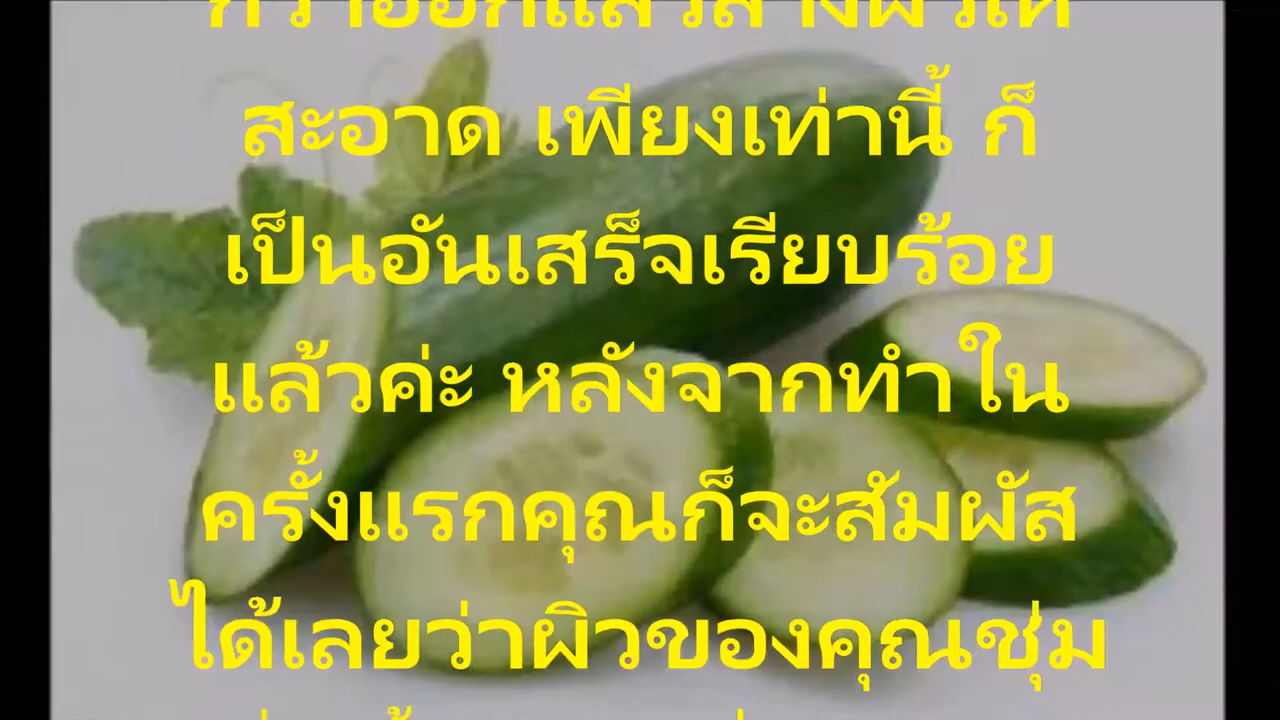 สะอาด เพียงเท่านี้ ก็
เป็นอันเสร็จเรียบร้อย
แล้วค่ะ หลังจากทำใน
ครั้งแรกคุณก็จะสัมผัส
ได้เลยว่าผิวของคุณชุ่ม